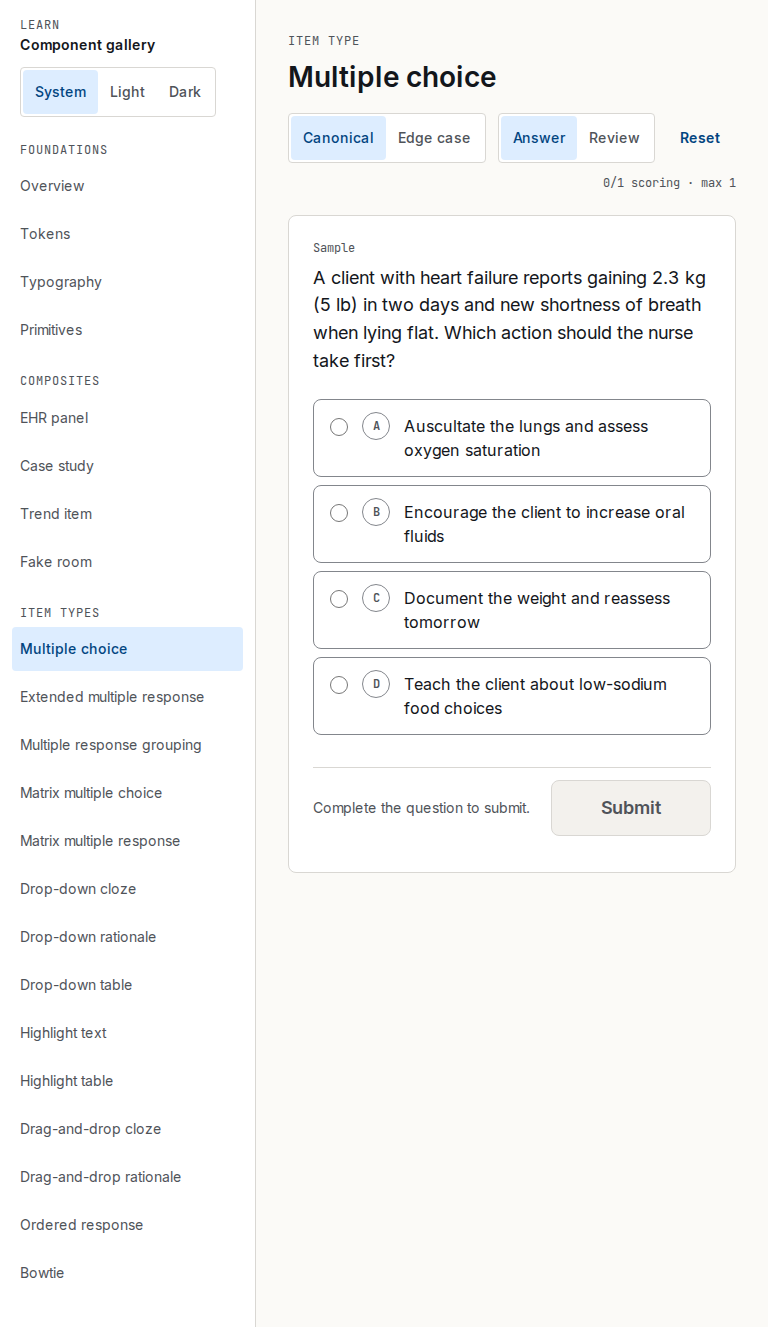 LEARN
Component gallery
System Light Dark
FOUNDATIONS
Overview
Tokens
Typography
Primitives
COMPOSITES
EHR panel
Case study
Trend item
Fake room
ITEM TYPES
Multiple choice
Extended multiple response
Multiple response grouping
Matrix multiple choice
Matrix multiple response
Drop-down cloze
Drop-down rationale
Drop-down table
Highlight text
Highlight table
Drag-and-drop cloze
Drag-and-drop rationale
Ordered response
Bowtie
ITEM TYPE
Multiple choice
Canonical Edge case Answer Review Reset
0/1 scoring · max 1
Sample
A client with heart failure reports gaining 2.3 kg
(5 lb) in two days and new shortness of breath
when lying flat. Which action should the nurse
take first?
A Auscultate the lungs and assess
oxygen saturation
B Encourage the client to increase oral
fluids
C Document the weight and reassess
tomorrow
D Teach the client about low-sodium
food choices
Complete the question to submit. Submit